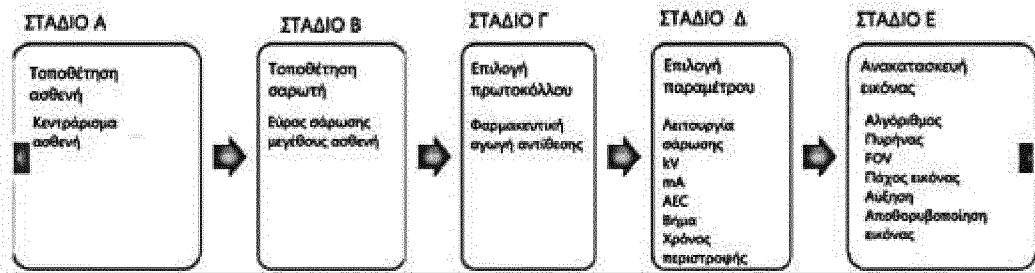 ΣΤΑΔΙΟ Α
Τοποθέτηση
ασθενή
Κεντράρισμα
ασθενή
ΣΤΑΔΙΟ Β
Τοποθέτηση
σαρωτή
Εύρος σάρωσης
μεγέθους ασθενή
ΣΤΑΔΙΟ Γ
Επιλογή
πρωτοκόλλου
Φαρμακευτική
αγωγή αντίθεσης
ΣΤΑΔΙΟ Δ
Επιλογή
παραμέτρου
Λειτουργία
σάρωσης
kV
mA
AEC
Βήμα
Χρόνος
περιστροφής
ΣΤΑΔΙΟ Ε
Ανακατασκευή
εικόνας
Αλγόριθμος
Πυρήνας
FOV
Πάχος εικόνας
Αυξηση
Αποθορυβοποίηση
εικόνας